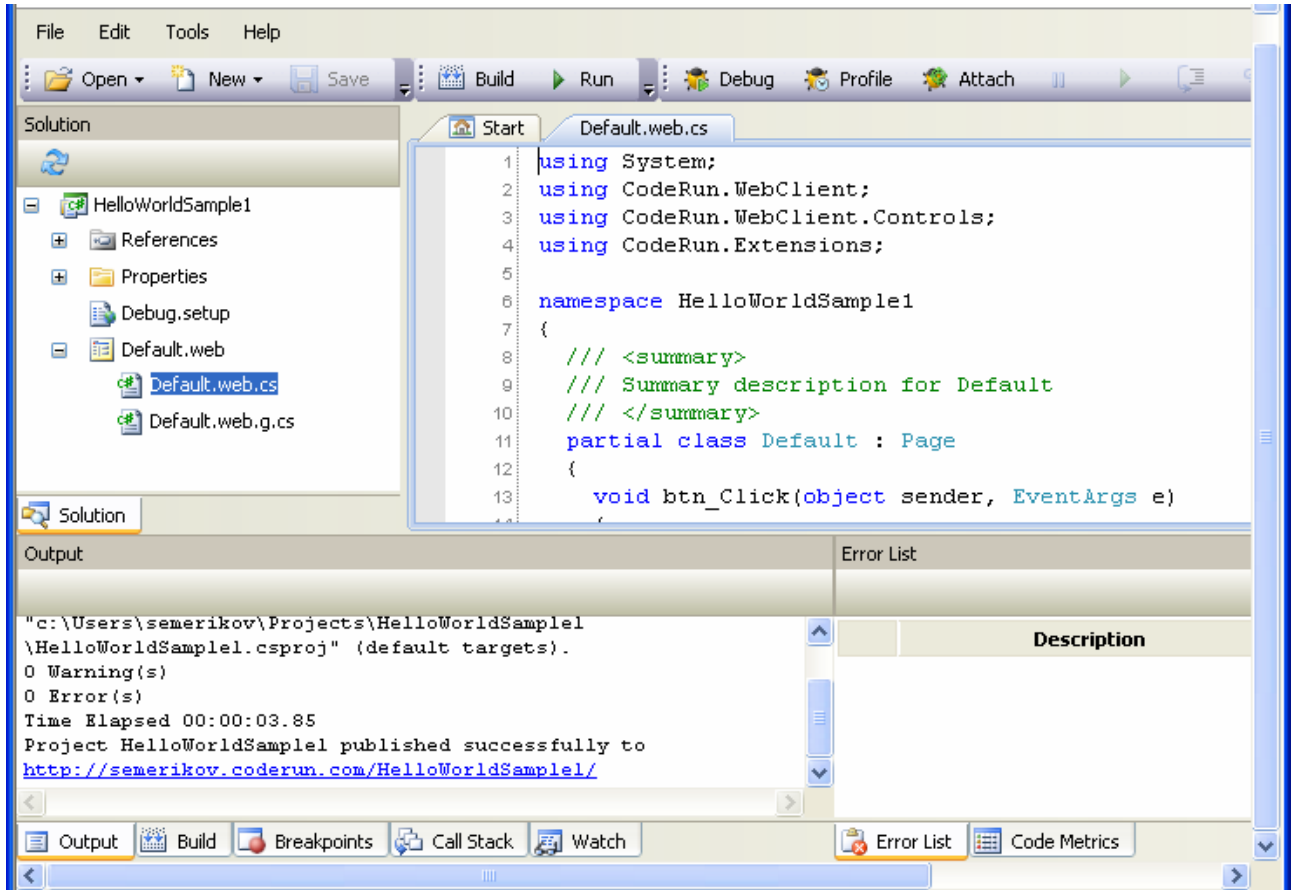 File Edit Tools Help
Open New Save Build Run Debug Profile Attach
Solution
Start Default.web.cs
HelloWorldSample1
References
Properties
Debug.setup
Default.web
Default.web.cs
Default.web.g.cs
Solution
1 using System;
2 using CodeRun.WebClient;
3 using CodeRun.WebClient.Controls;
4 using CodeRun.Extensions;
5
6 namespace HelloWorldSample1
7 {
8 /// <summary>
9 /// Summary description for Default
10 /// </summary>
11 partial class Default : Page
12 {
13 void btn_Click(object sender, EventArgs e)
Output
"c:\Users\semerikov\Projects\HelloWorldSample1
\HelloWorldSample1.csproj" (default targets).
0 Warning(s)
0 Error(s)
Time Elapsed 00:00:03.85
Project HelloWorldSample1 published successfully to
http://semerikov.coderun.com/HelloWorldSample1/
Error List
Description
Output Build Breakpoints Call Stack Watch
Error List Code Metrics